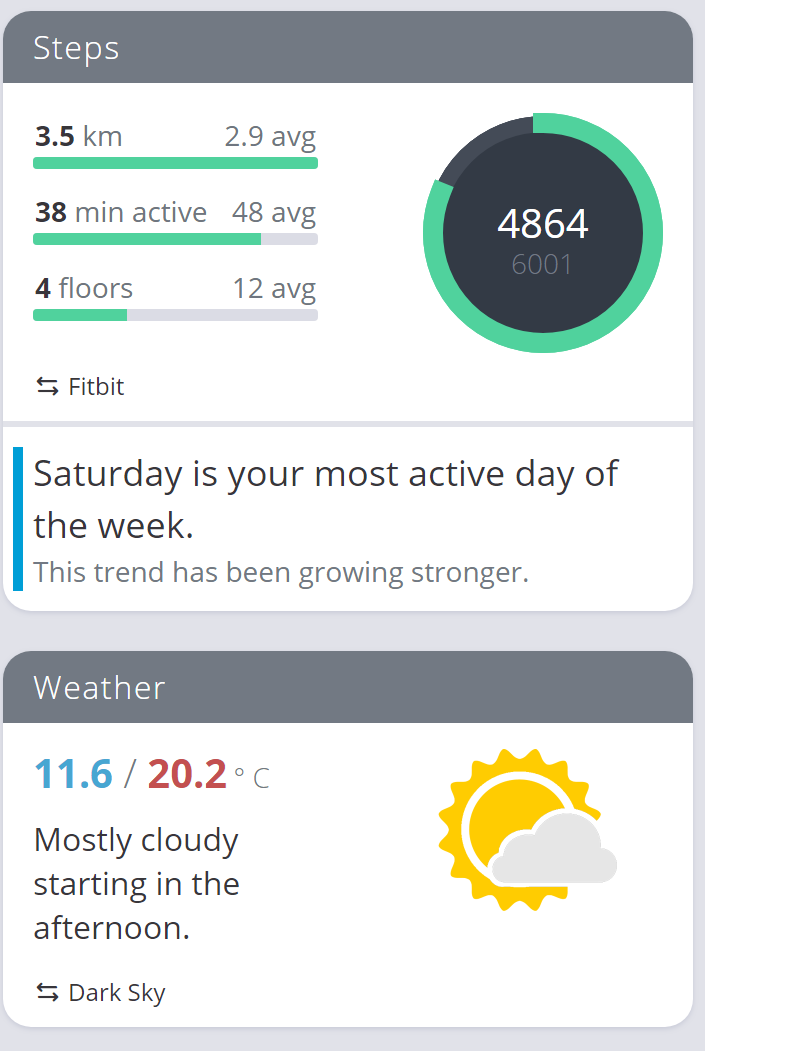 Steps
3.5 km 2.9 avg
38 min active 48 avg
4 floors 12 avg
4864
6001
Fitbit
Saturday is your most active day of
the week.
This trend has been growing stronger.
Weather
11.6 / 20.2 ° C
Mostly cloudy
starting in the
afternoon.
Dark Sky